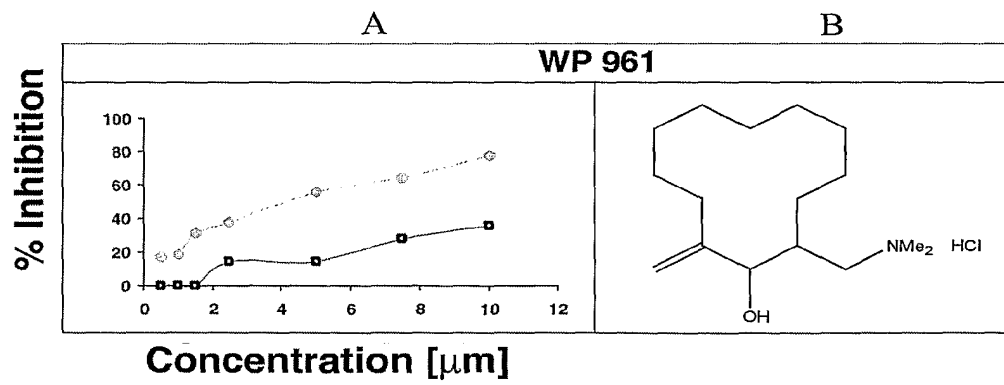 A
B
WP 961
% Inhibition
100
80
60
40
20
0
0 2 4 6 8 10 12
Concentration [μm]
NMe2 HCl
OH